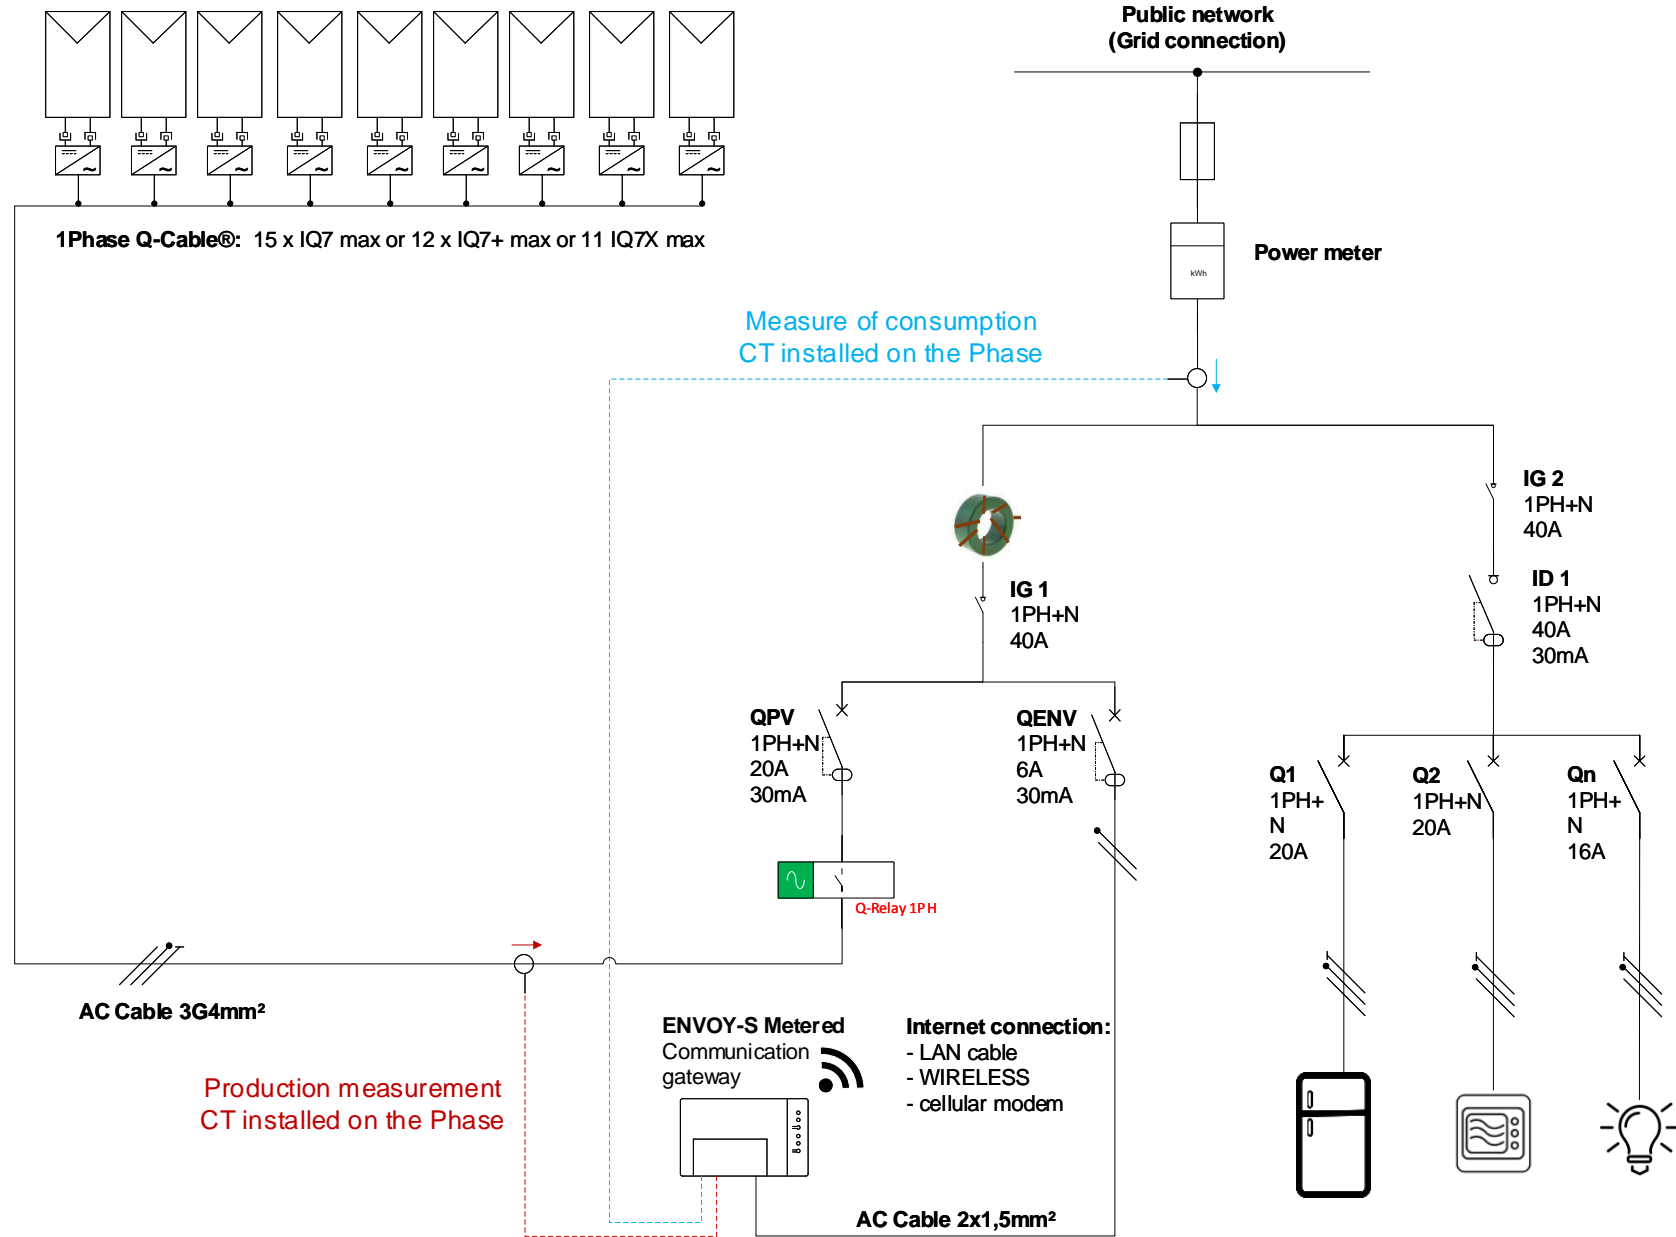 Public network
(Grid connection)
1Phase Q-Cable®: 15 x IQ7 max or 12 x IQ7+ max or 11 IQ7X max
Power meter
kWh
Measure of consumption
CT installed on the Phase
IG 2
1PH+N
40A
ID 1
1PH+N
40A
30mA
IG 1
1PH+N
40A
QPV
1PH+N
20A
30mA
QENV
1PH+N
6A
30mA
Q1
1PH+
N
20A
Q2
1PH+N
20A
Qn
1PH+
N
16A
Q-Relay 1PH
AC Cable 3G4mm²
ENVOY-S Metered
Communication
gateway
Internet connection:
- LAN cable
- WIRELESS
- cellular modem
Production measurement
CT installed on the Phase
AC Cable 2x1,5mm²